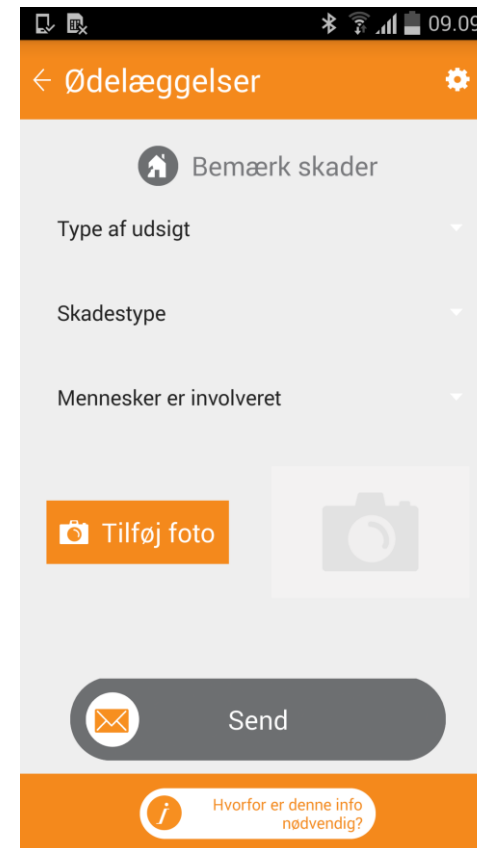 09.09
Ødelæggelser
Bemærk skader
Type af udsigt
Skadestype
Mennesker er involveret
Tilføj foto
Send
i
Hvorfor er denne info
nødvendig?